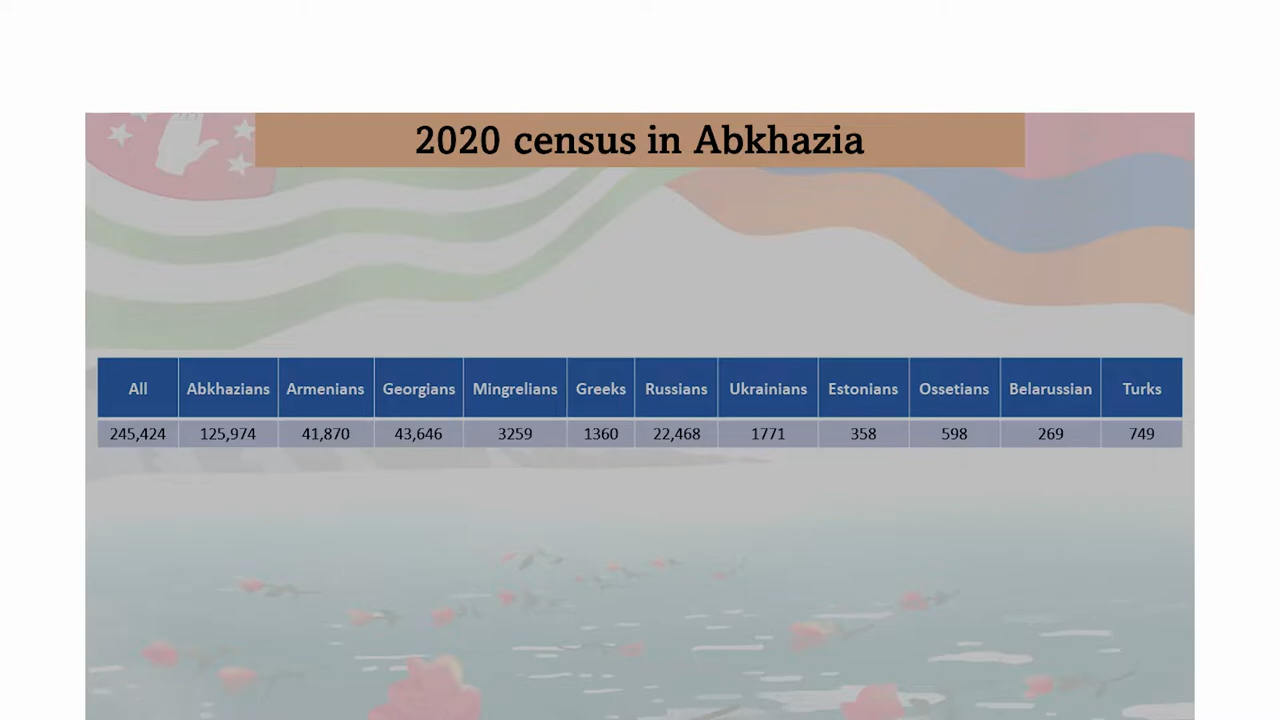 2020 census in Abkhazia
All Abkhazians Armenians Georgians Mingrelians Greeks Russians Ukrainians Estonians Ossetians Belarussian Turks
245,424 125,974 41,870 43,646 3259 1360 22,468 1771 358 598 269 749